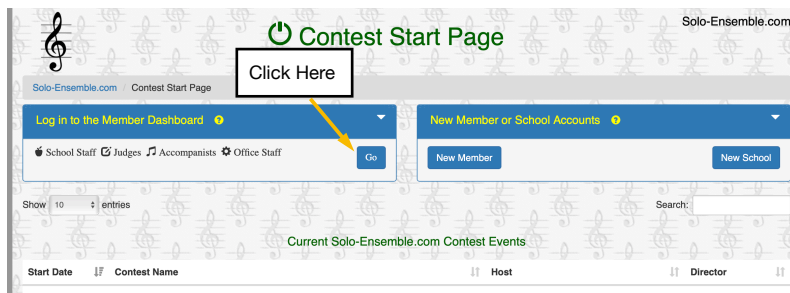 Solo-Ensemble.com
Contest Start Page
Click Here
Solo-Ensemble.com / Contest Start Page
Log in to the Member Dashboard ?
New Member or School Accounts ?
School Staff Judges Accompanists Office Staff
Go
New Member
New School
Show 10 entries
Search:
Current Solo-Ensemble.com Contest Events
Start Date Contest Name Host Director